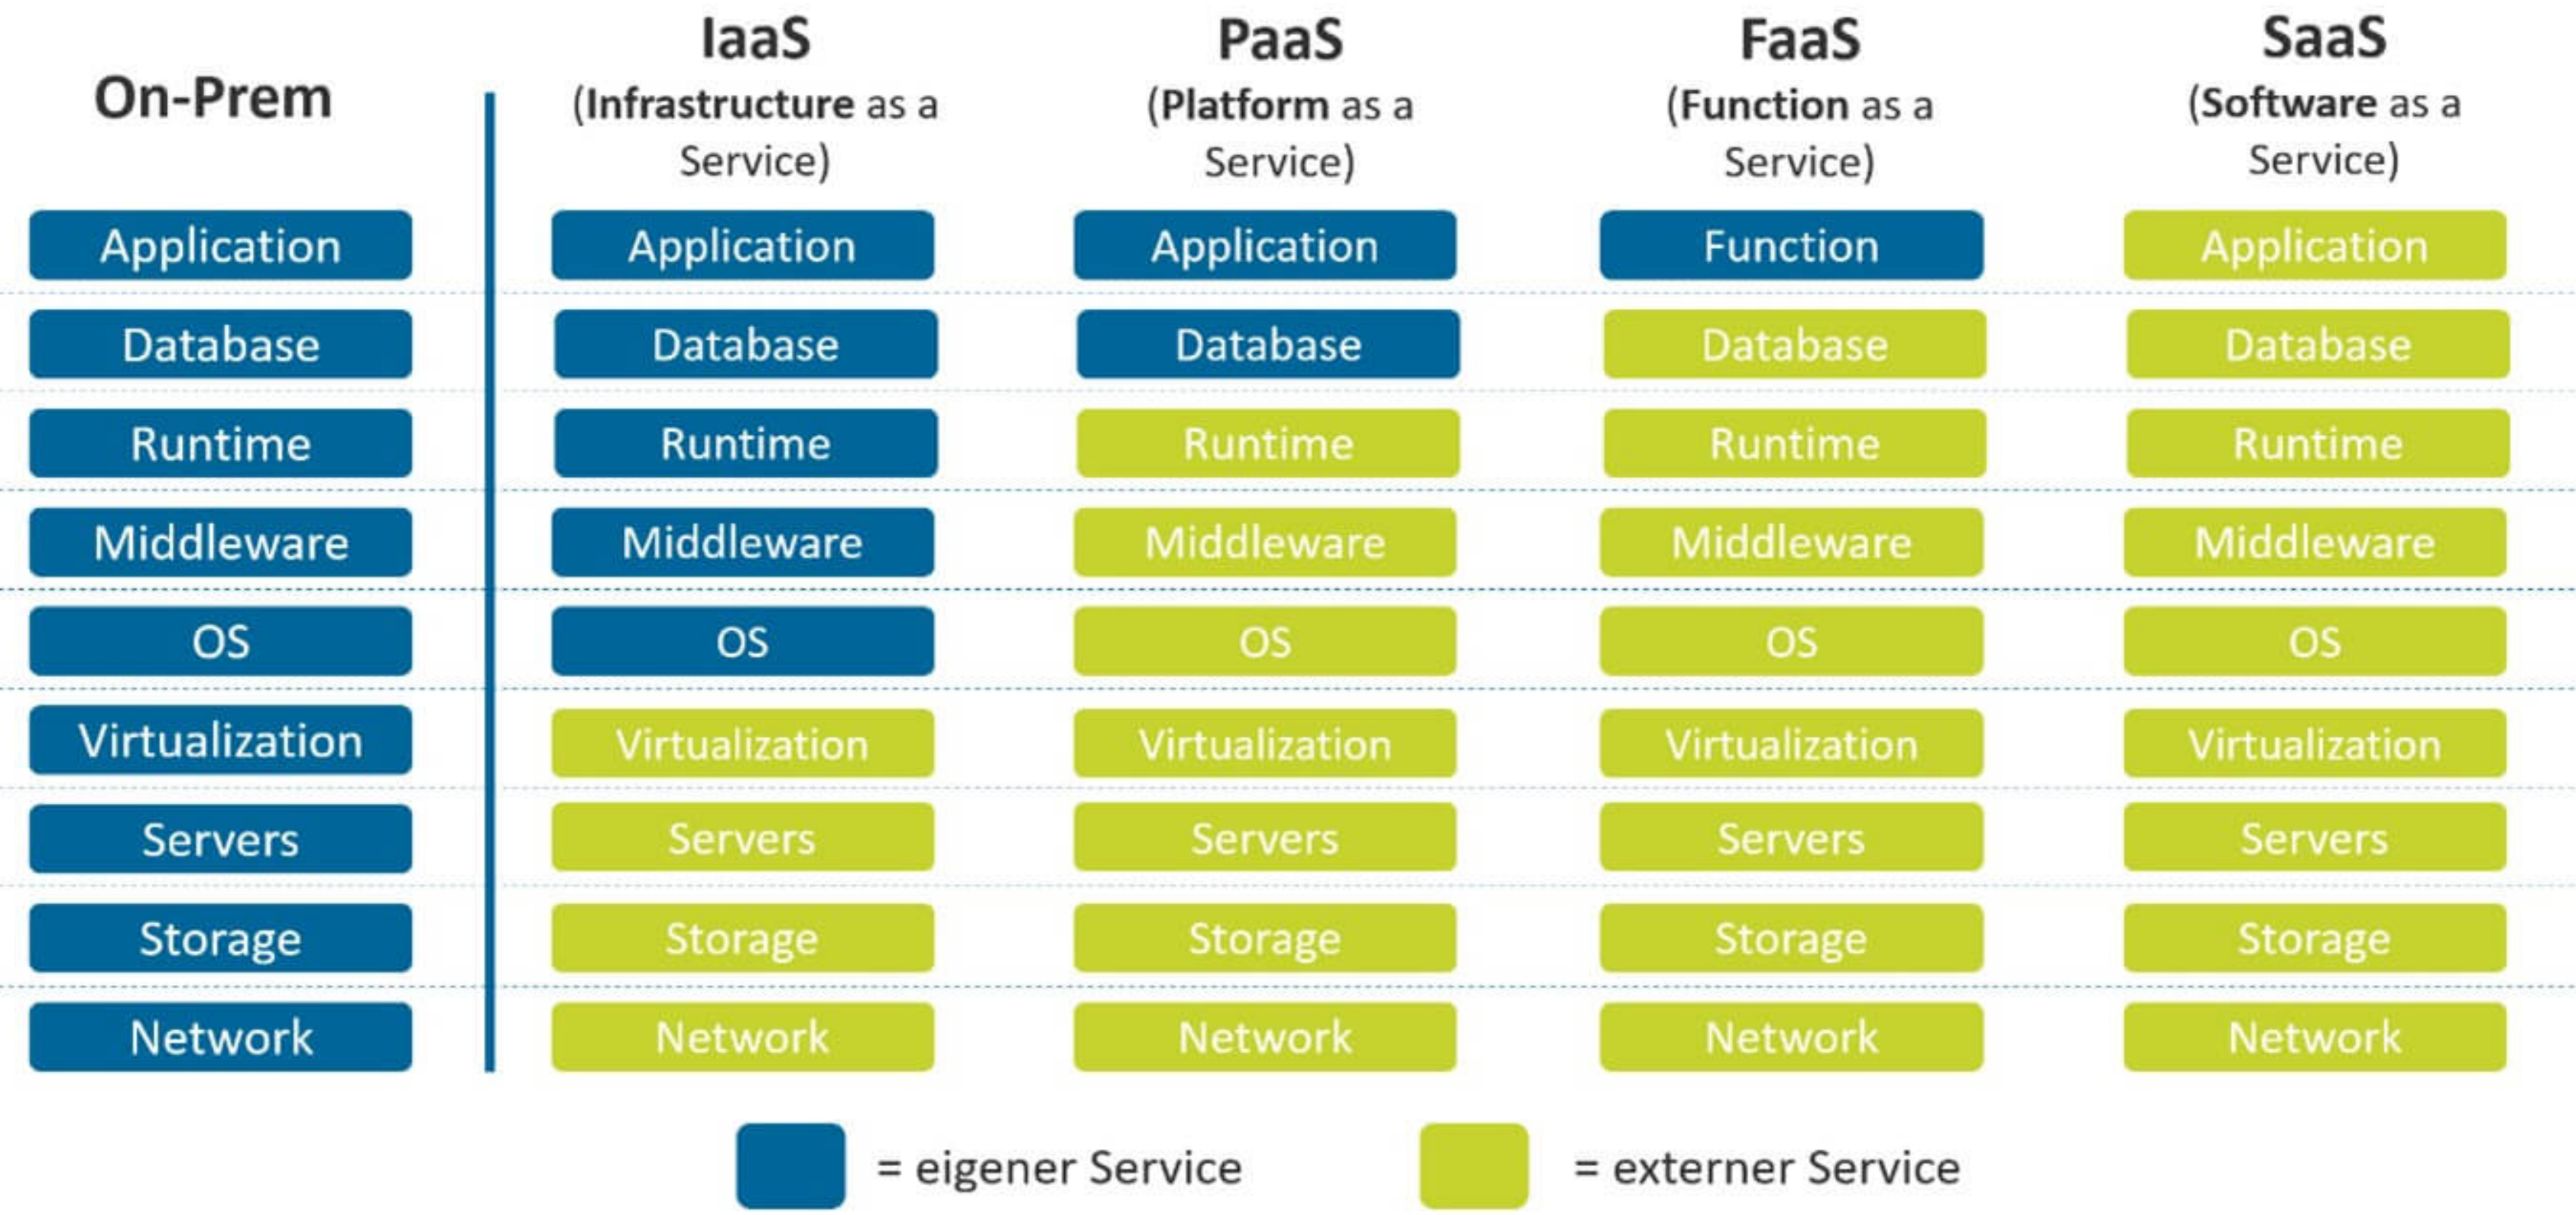 On-Prem
IaaS
(Infrastructure as a
Service)
PaaS
(Platform as a
Service)
FaaS
(Function as a
Service)
SaaS
(Software as a
Service)
Application
Application
Application
Function
Application
Database
Database
Database
Database
Database
Runtime
Runtime
Runtime
Runtime
Runtime
Middleware
Middleware
Middleware
Middleware
Middleware
OS
OS
OS
OS
OS
Virtualization
Virtualization
Virtualization
Virtualization
Virtualization
Servers
Servers
Servers
Servers
Servers
Storage
Storage
Storage
Storage
Storage
Network
Network
Network
Network
Network
= eigener Service
= externer Service